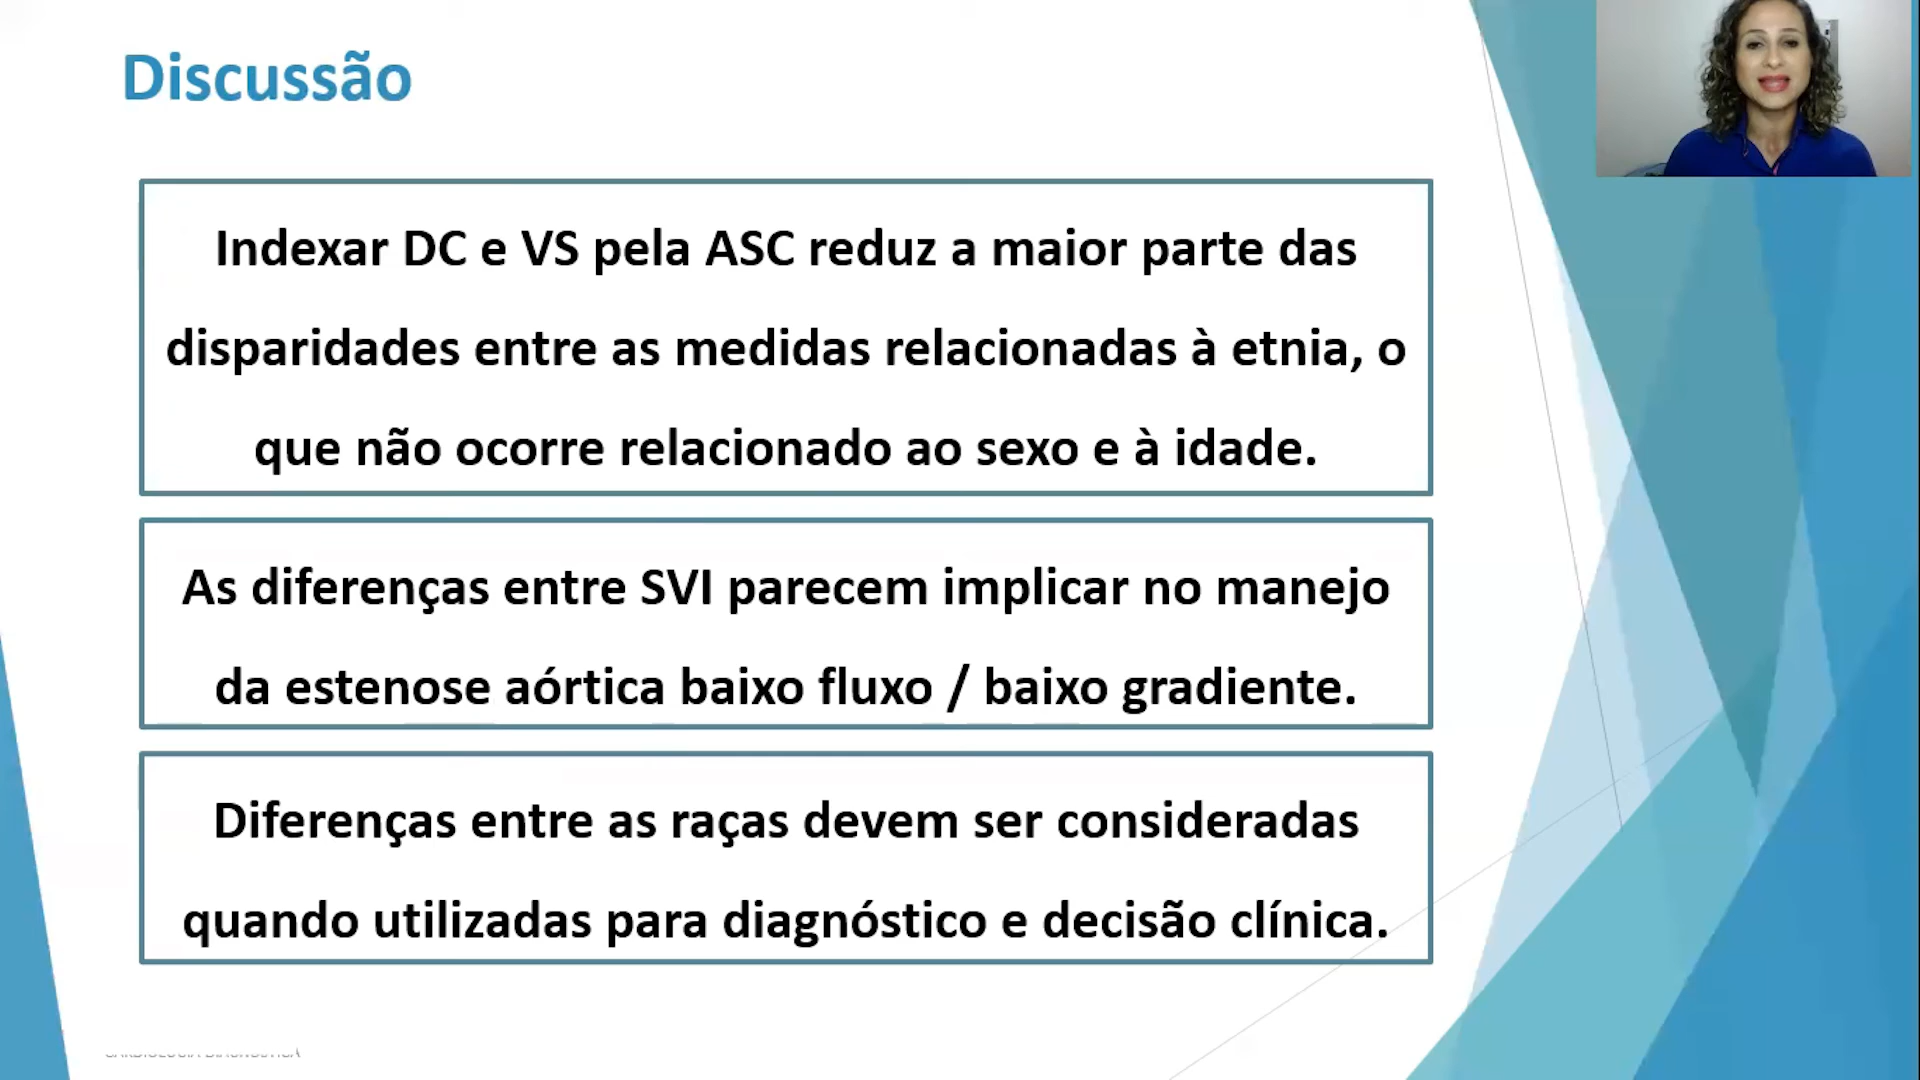 Discussão
Indexar DC e VS pela ASC reduz a maior parte das
disparidades entre as medidas relacionadas à etnia, o
que não ocorre relacionado ao sexo e à idade.
As diferenças entre SVI parecem implicar no manejo
da estenose aórtica baixo fluxo / baixo gradiente.
Diferenças entre as raças devem ser consideradas
quando utilizadas para diagnóstico e decisão clínica.